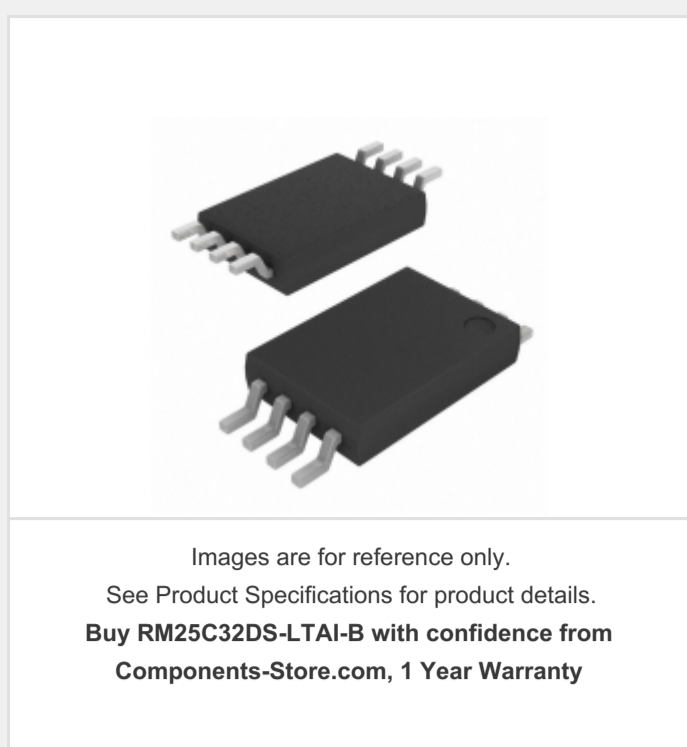 Images are for reference only.
See Product Specifications for product details.
Buy RM25C32DS-LTAI-B with confidence from
Components-Store.com, 1 Year Warranty